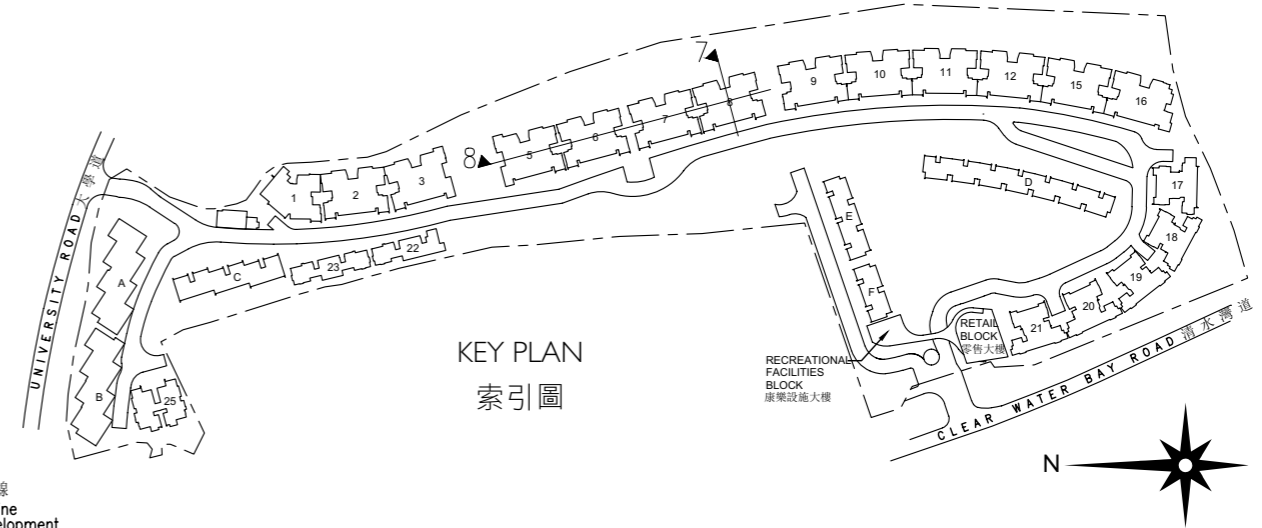 7
9
10
11
12
15
16
8
7
6
5
8
3
2
1
17
18
19
20
21
D
E
F
22
23
C
A
B
25
UNIVERSITY ROAD 大學道
KEY PLAN
索引圖
RETAIL
BLOCK
零售大樓
RECREATIONAL
FACILITIES
BLOCK
康樂設施大樓
CLEAR WATER BAY ROAD 清水灣道
N
線
ne
elopment